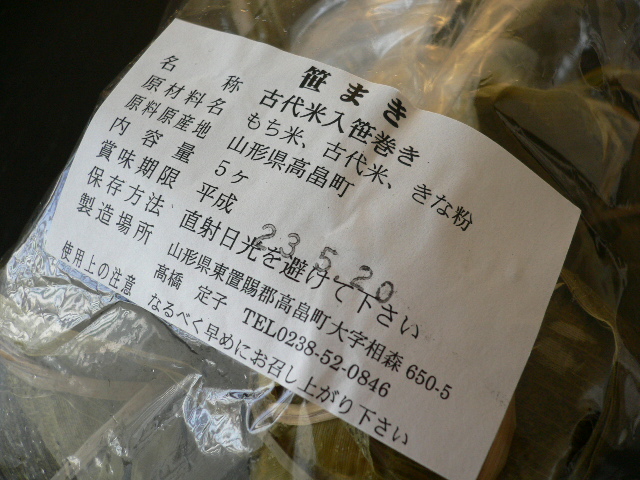 笹まき
名称 古代米入笹巻き
原材料名 もち米、古代米、きな粉
原料原産地 山形県高畠町
内容量 5ヶ
賞味期限 平成 23.5.20
保存方法 直射日光を避けて下さい
製造場所 山形県東置賜郡高畠町大字相森650-5
高橋 定子 TEL0238-52-0846
使用上の注意 なるべく早めにお召し上がり下さい